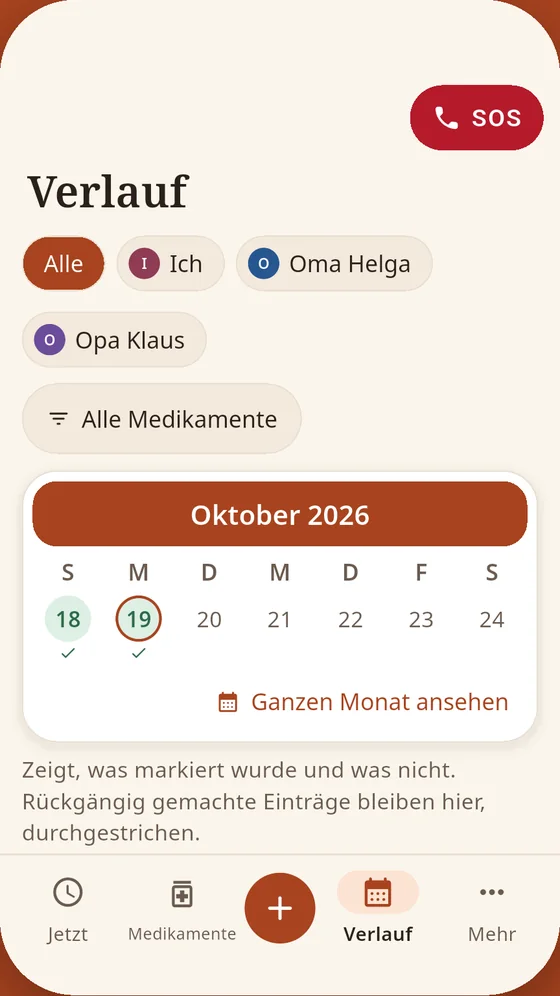 SOS
Verlauf
Alle
I Ich
O Oma Helga
O Opa Klaus
Alle Medikamente
Oktober 2026
S M D M D F S
18 19 20 21 22 23 24
Ganzen Monat ansehen
Zeigt, was markiert wurde und was nicht.
Rückgängig gemachte Einträge bleiben hier,
durchgestrichen.
Jetzt Medikamente Verlauf Mehr